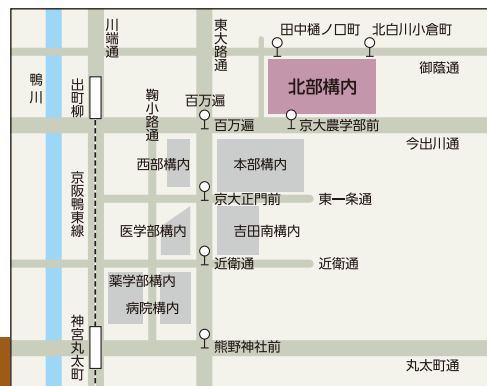 川端通
東大路通
田中樋ノ口町
北白川小倉町
御蔭通
鴨川
出町柳
鞠小路通
百万遍
北部構内
百万遍
京大農学部前
今出川通
西部構内
本部構内
京阪鴨東線
京大正門前
東一条通
医学部構内
吉田南構内
近衛通
近衛通
薬学部構内
病院構内
神宮丸太町
熊野神社前
丸太町通